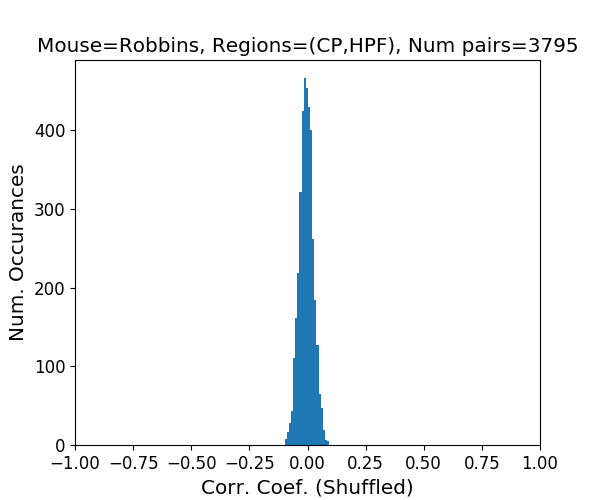 Mouse=Robbins, Regions=(CP,HPF), Num pairs=3795
Num. Occurances
400
300
200
100
0
−1.00 −0.75 −0.50 −0.25 0.00 0.25 0.50 0.75 1.00
Corr. Coef. (Shuffled)